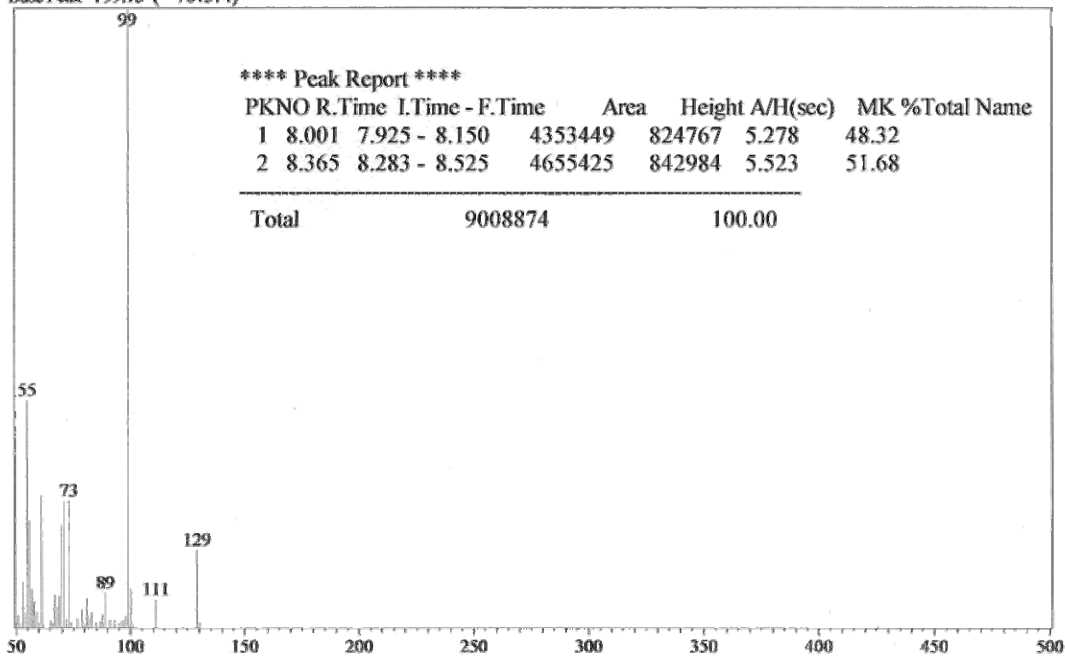 99
**** Peak Report ****
PKNO R.Time I.Time - F.Time Area Height A/H(sec) MK %Total Name
1 8.001 7.925 - 8.150 4353449 824767 5.278 48.32
2 8.365 8.283 - 8.525 4655425 842984 5.523 51.68
Total 9008874 100.00
55
73
129
89
111
50 100 150 200 250 300 350 400 450 500